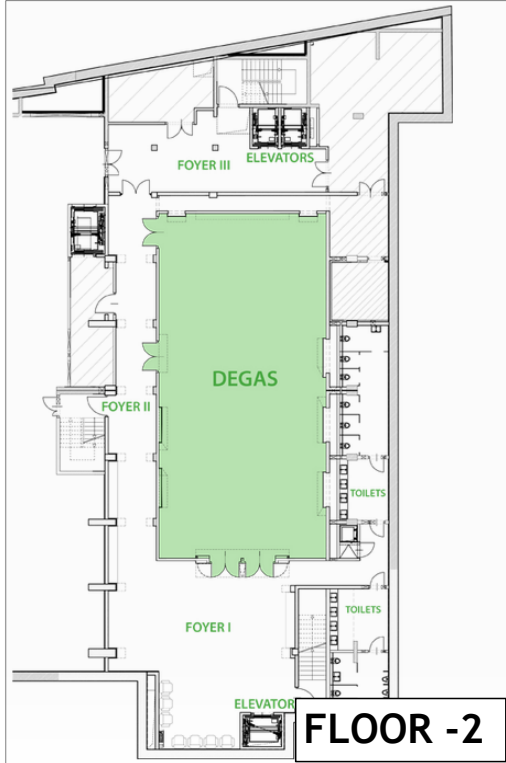 ELEVATORS
FOYER III
DEGAS
FOYER II
TOILETS
TOILETS
FOYER I
ELEVATOR
FLOOR -2